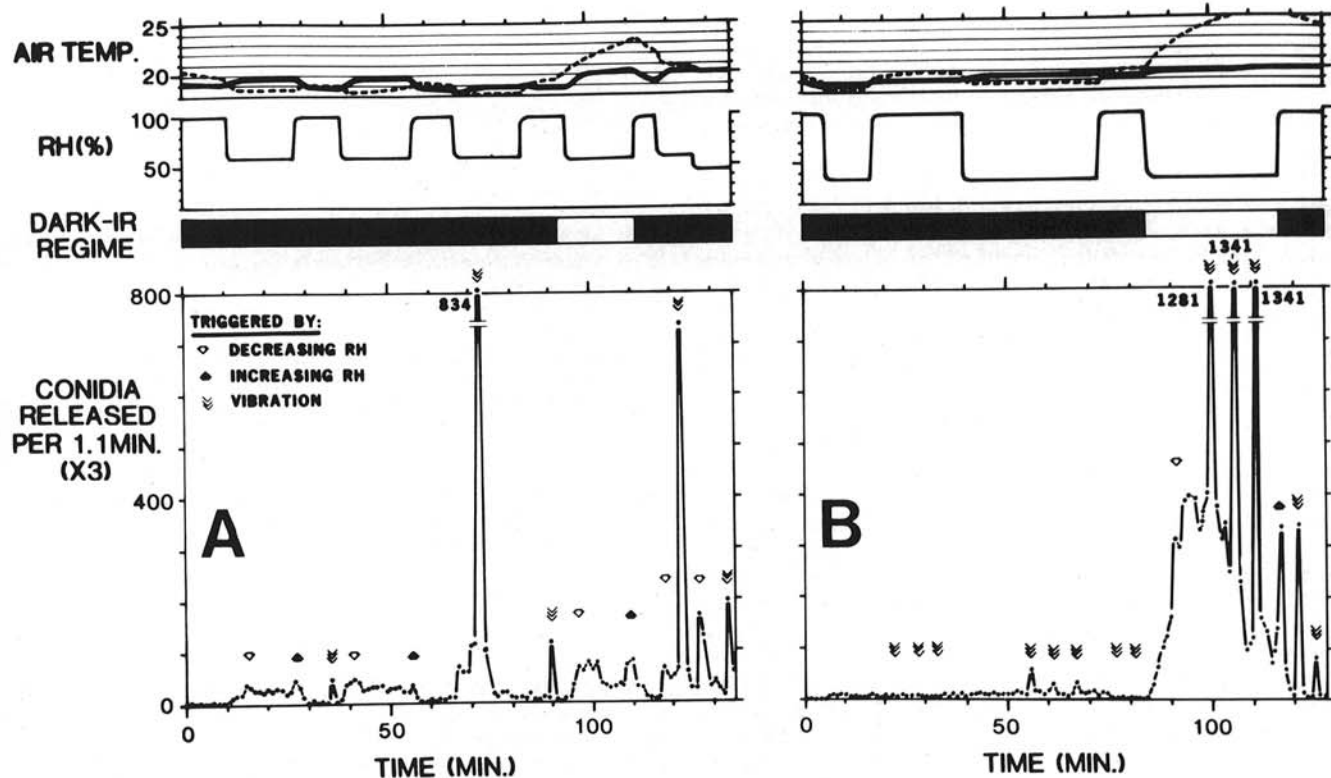 AIR TEMP.
25
20
RH(%)
100
50
DARK-IR
REGIME
CONIDIA
RELEASED
PER 1.1MIN.
(X3)
800
400
0
TRIGGERED BY:
DECREASING RH
INCREASING RH
VIBRATION
834
A
0
50
100
TIME (MIN.)
1341
1281
1341
B
0
50
100
TIME (MIN.)